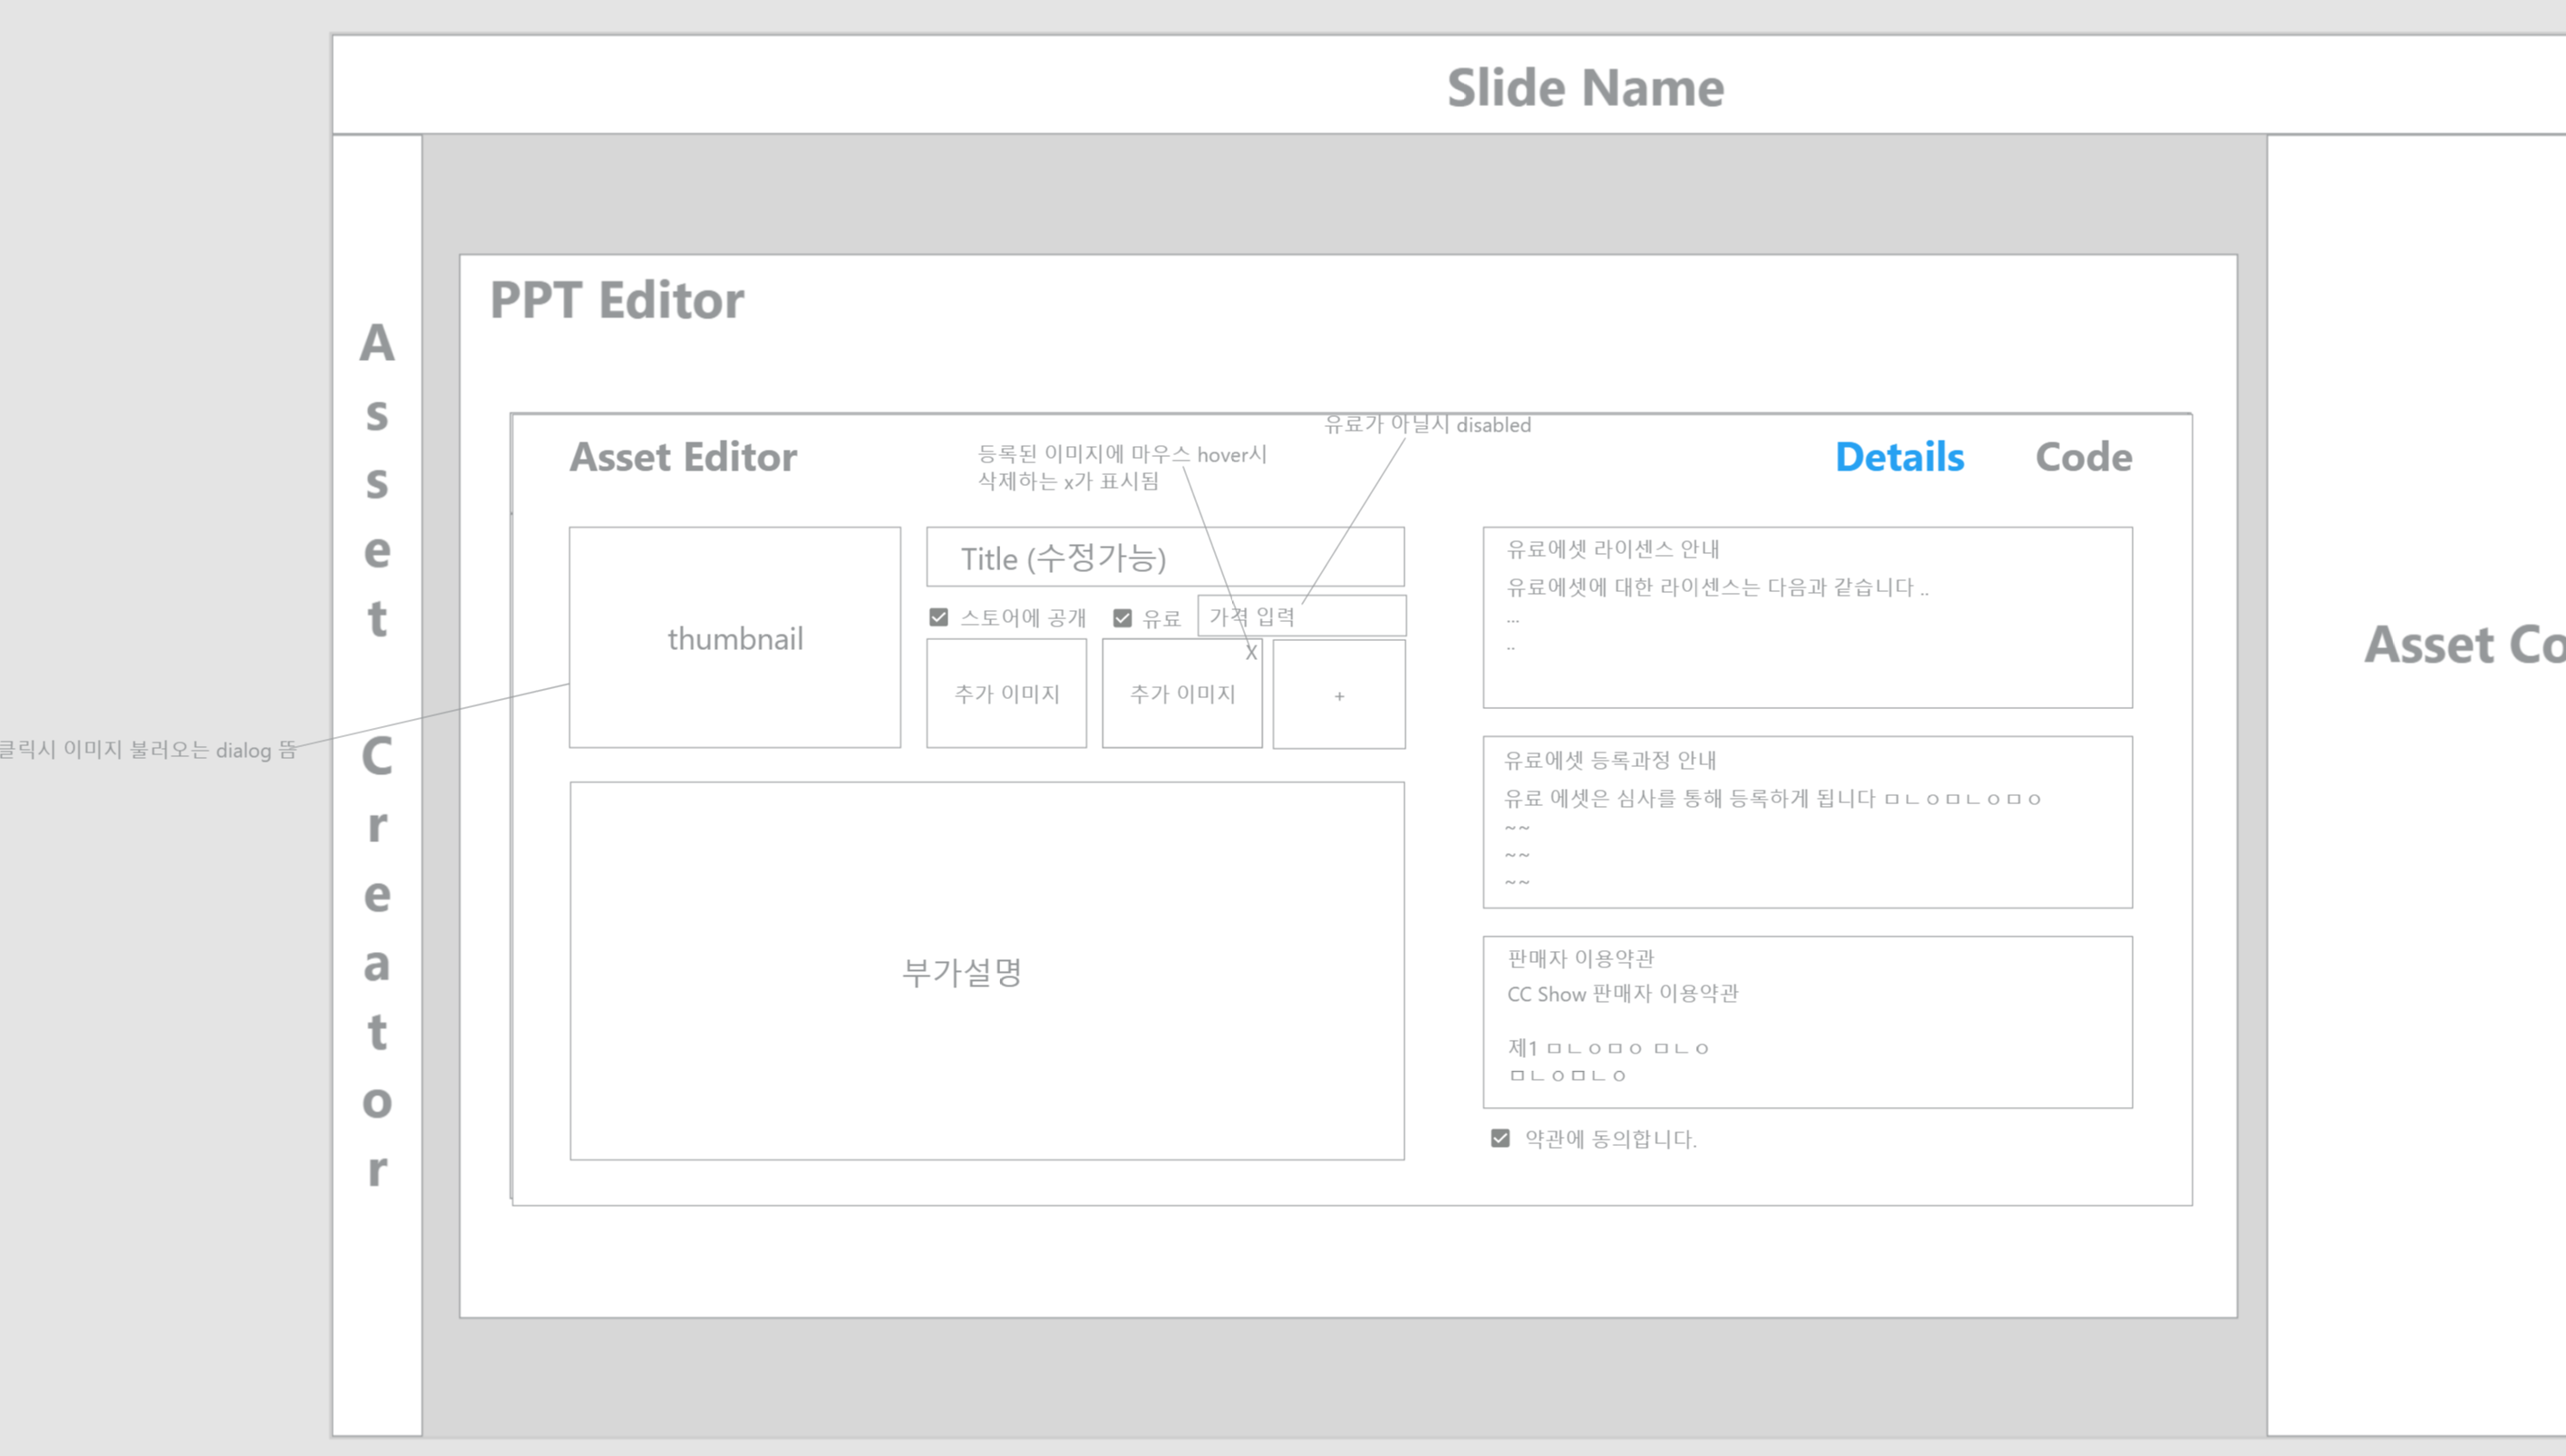 Slide Name
Asset Creator
PPT Editor
Asset Editor
등록된 이미지에 마우스 hover시
삭제하는 x가 표시됨
유료가 아닐시 disabled
Details
Code
thumbnail
Title (수정가능)
스토어에 공개
유료
가격 입력
추가 이미지
추가 이미지
X
+
클릭시 이미지 불러오는 dialog 뜸
부가설명
유료에셋 라이센스 안내
유료에셋에 대한 라이센스는 다음과 같습니다 ..
...
..
유료에셋 등록과정 안내
유료 에셋은 심사를 통해 등록하게 됩니다 ㅁㄴㅇㅁㄴㅇㅁㅇ
~~
~~
~~
판매자 이용약관
CC Show 판매자 이용약관
제1 ㅁㄴㅇㅁㅇ ㅁㄴㅇ
ㅁㄴㅇㅁㄴㅇ
약관에 동의합니다.
Asset Co